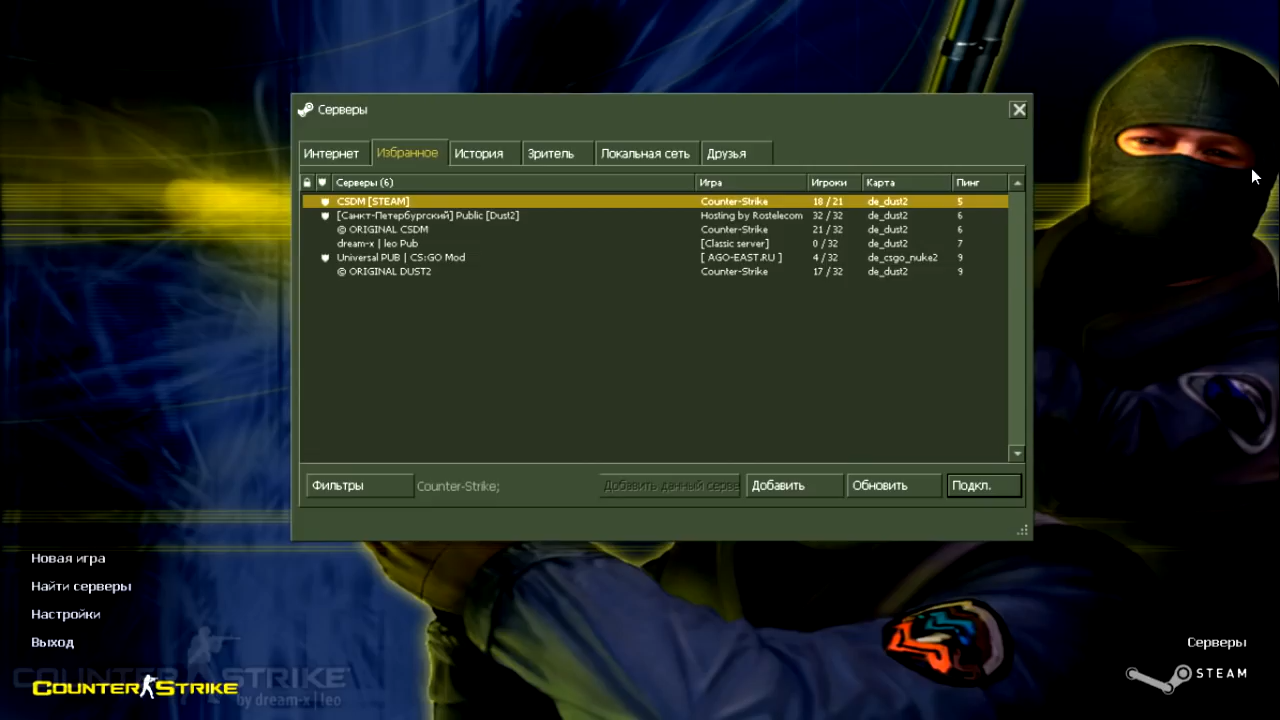 Серверы
Интернет Избранное История Зритель Локальная сеть Друзья
Серверы (6) Игра Игроки Карта Пинг
CSDM [STEAM] Counter-Strike 18 / 21 de_dust2 5
[Санкт-Петербургский] Public [Dust2] Hosting by Rostelecom 32 / 32 de_dust2 6
© ORIGINAL CSDM Counter-Strike 21 / 32 de_dust2 6
dream-x | leo Pub [Classic server] 0 / 32 de_dust2 7
Universal PUB | CS:GO Mod [ AGO-EAST.RU ] 4 / 32 de_csgo_nuke2 9
© ORIGINAL DUST2 Counter-Strike 17 / 32 de_dust2 9
Фильтры Counter-Strike; Добавить данный серве Добавить Обновить Подкл.
Новая игра
Найти серверы
Настройки
Выход
Серверы
COUNTER STRIKE
by dream-x | leo
COUNTER STRIKE
STEAM